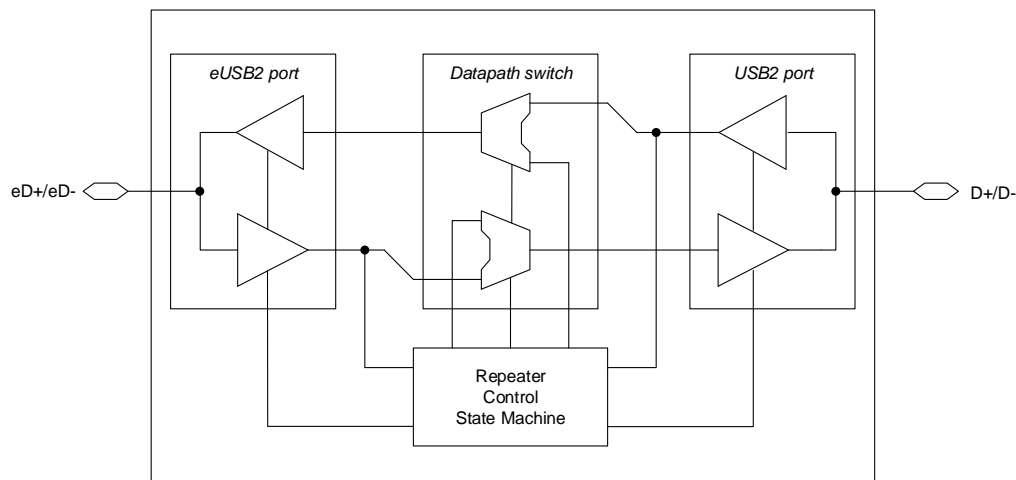 eUSB2 port
Datapath switch
USB2 port
eD+/eD-
D+/D-
Repeater
Control
State Machine